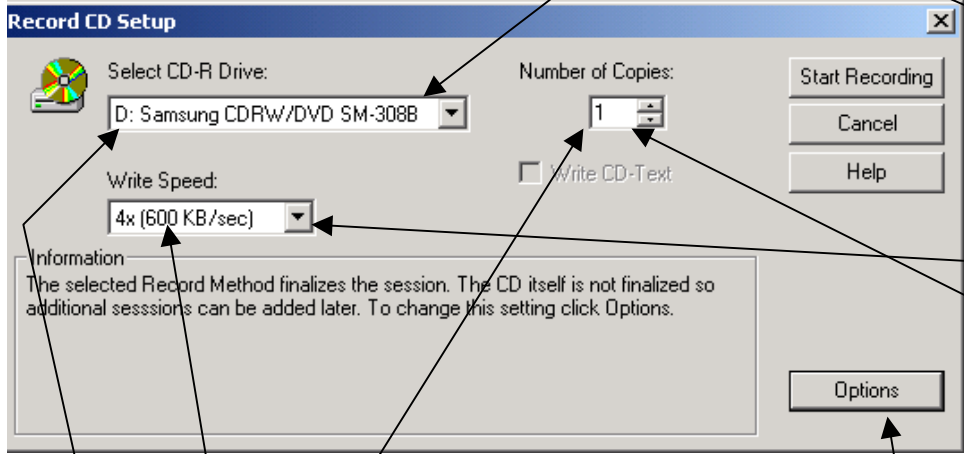 Record CD Setup
Select CD-R Drive:
Number of Copies:
Start Recording
D: Samsung CDRW/DVD SM-308B
1
Cancel
Write Speed:
Write CD-Text
Help
4x (600 KB/sec)
Information
The selected Record Method finalizes the session. The CD itself is not finalized so
additional sesssions can be added later. To change this setting click Options.
Options